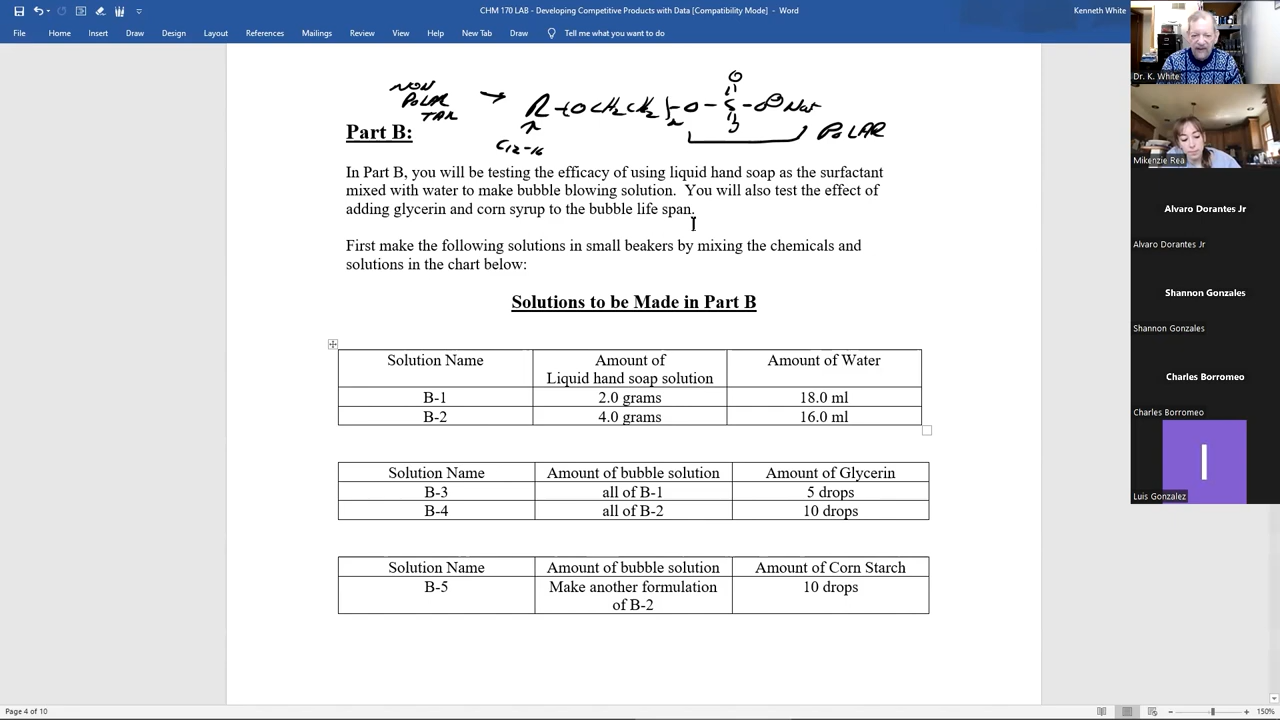 CHM 170 LAB - Developing Competitive Products with Data [Compatibility Mode] - Word
Kenneth White
File Home Insert Draw Design Layout References Mailings Review View Help New Tab Draw Tell me what you want to do
NON
POLAR
POLAR
C12-16
Part B:
In Part B, you will be testing the efficacy of using liquid hand soap as the surfactant
mixed with water to make bubble blowing solution. You will also test the effect of
adding glycerin and corn syrup to the bubble life span.
First make the following solutions in small beakers by mixing the chemicals and
solutions in the chart below:
Solutions to be Made in Part B
Solution Name Amount of Liquid hand soap solution Amount of Water
B-1 2.0 grams 18.0 ml
B-2 4.0 grams 16.0 ml
Solution Name Amount of bubble solution Amount of Glycerin
B-3 all of B-1 5 drops
B-4 all of B-2 10 drops
Solution Name Amount of bubble solution Amount of Corn Starch
B-5 Make another formulation of B-2 10 drops
Page 4 of 10
150%
Dr. K. White
Mikenzie Rea
Alvaro Dorantes Jr
Alvaro Dorantes Jr
Shannon Gonzales
Shannon Gonzales
Charles Borromeo
Charles Borromeo
I
Luis Gonzalez